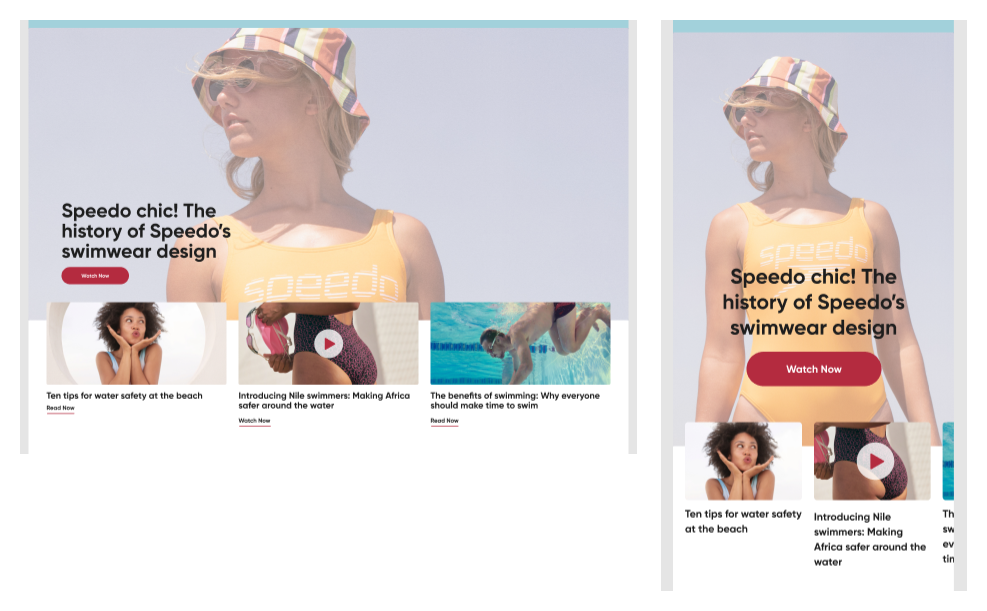 Speedo chic! The
history of Speedo's
swimwear design
Watch Now
speedo
Ten tips for water safety at the beach
Read Now
Introducing Nile swimmers: Making Africa
safer around the water
Watch Now
The benefits of swimming: Why everyone
should make time to swim
Read Now
speedo
Speedo chic! The
history of Speedo's
swimwear design
Watch Now
Ten tips for water safety
at the beach
Introducing Nile
swimmers: Making
Africa safer around the
water
Th
sw
ev
tin